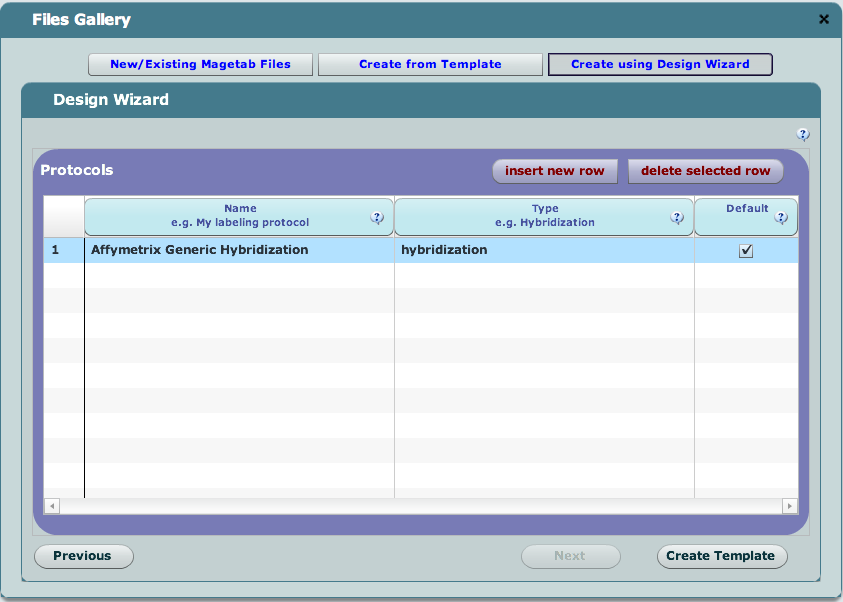 Files Gallery
New/Existing Magetab Files
Create from Template
Create using Design Wizard
Design Wizard
?
Protocols
insert new row
delete selected row
Name
e.g. My labeling protocol
?
Type
e.g. Hybridization
?
Default
?
1
Affymetrix Generic Hybridization
hybridization
Previous
Next
Create Template